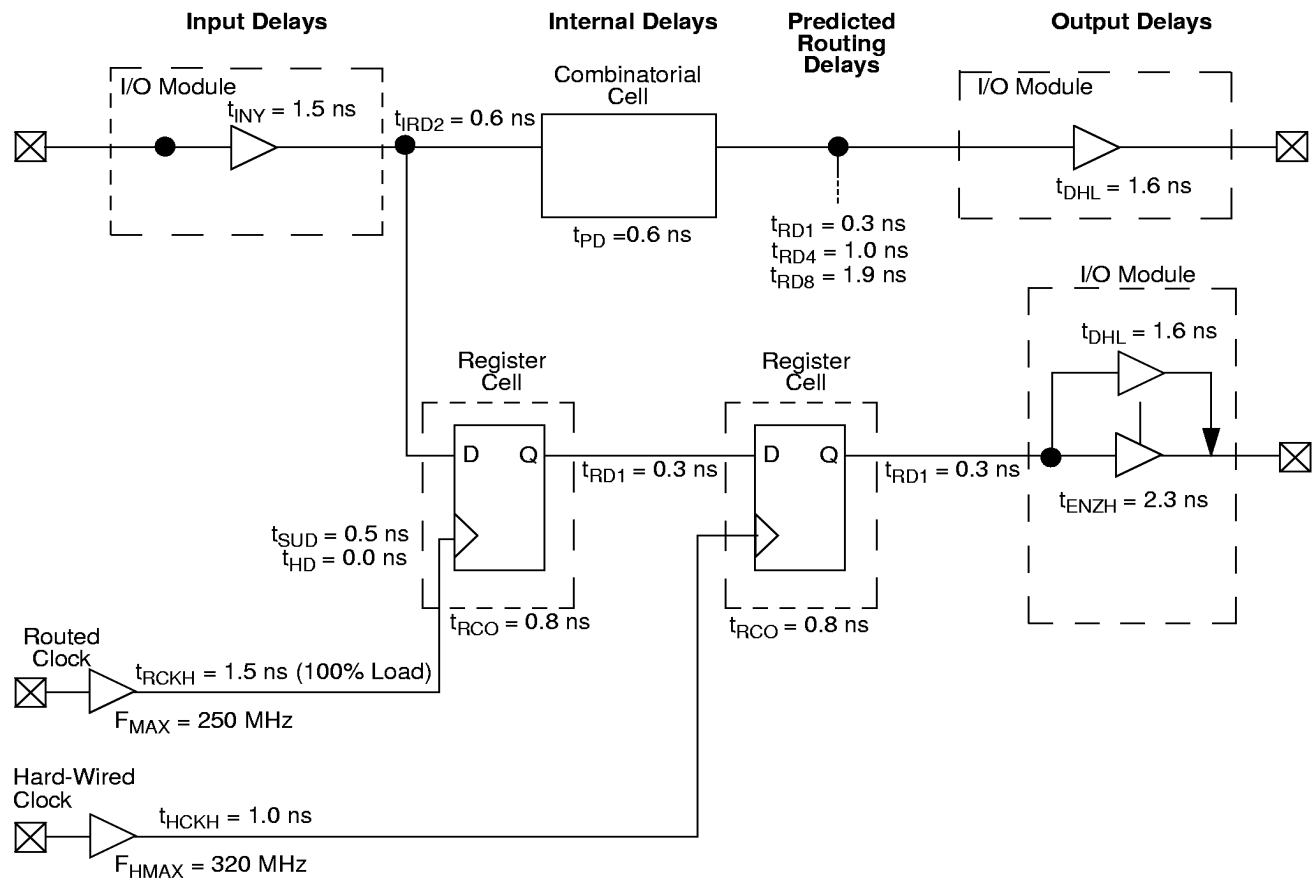 Input Delays
Internal Delays
Predicted
Routing
Delays
Output Delays
I/O Module
tINY = 1.5 ns
tIRD2 = 0.6 ns
Combinatorial
Cell
tPD =0.6 ns
tRD1 = 0.3 ns
tRD4 = 1.0 ns
tRD8 = 1.9 ns
I/O Module
tDHL = 1.6 ns
I/O Module
tDHL = 1.6 ns
tENZH = 2.3 ns
Register
Cell
D Q
tRD1 = 0.3 ns
Register
Cell
D Q
tRD1 = 0.3 ns
tSUD = 0.5 ns
tHD = 0.0 ns
tRCO = 0.8 ns
tRCO = 0.8 ns
Routed
Clock
tRCKH = 1.5 ns (100% Load)
FMAX = 250 MHz
Hard-Wired
Clock
tHCKH = 1.0 ns
FHMAX = 320 MHz